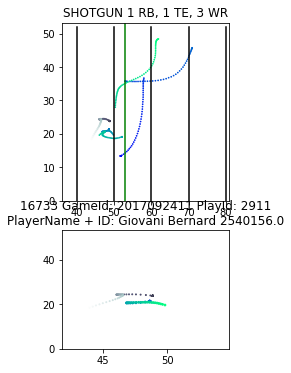 SHOTGUN 1 RB, 1 TE, 3 WR
50
40
30
20
10
0
40 50 60 70 80
16733 GameId: 2017092411 PlayId: 2911
PlayerName + ID: Giovani Bernard 2540156.0
40
20
0
45 50